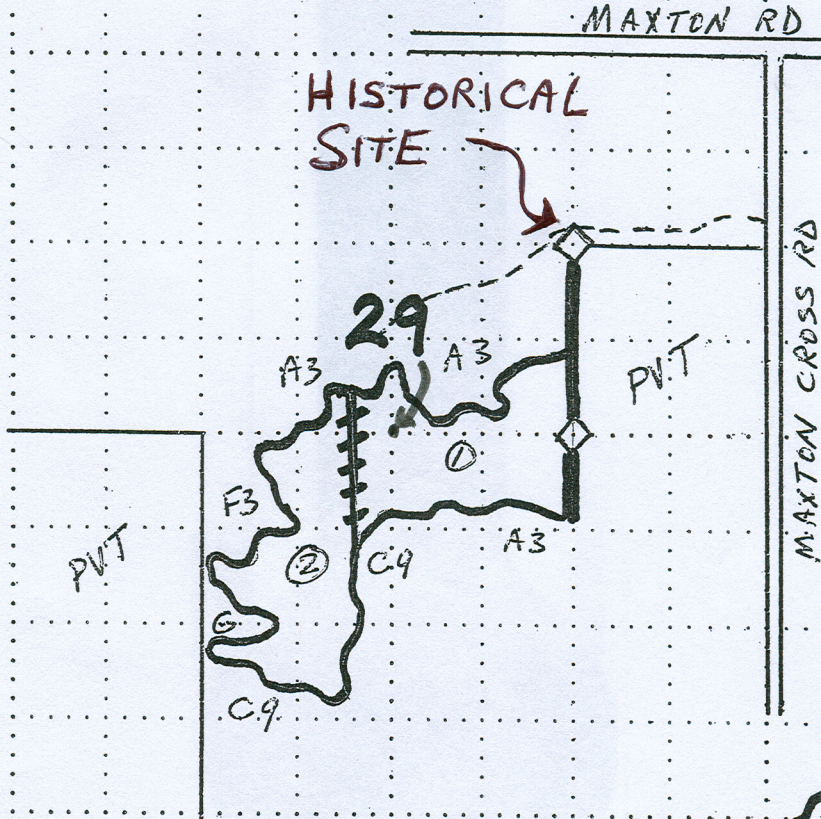 MAXTON RD
HISTORICAL
SITE
MAXTON CROSS RD
29
A3
A3
PVT
1
F3
2
C9
A3
PVT
G
C9